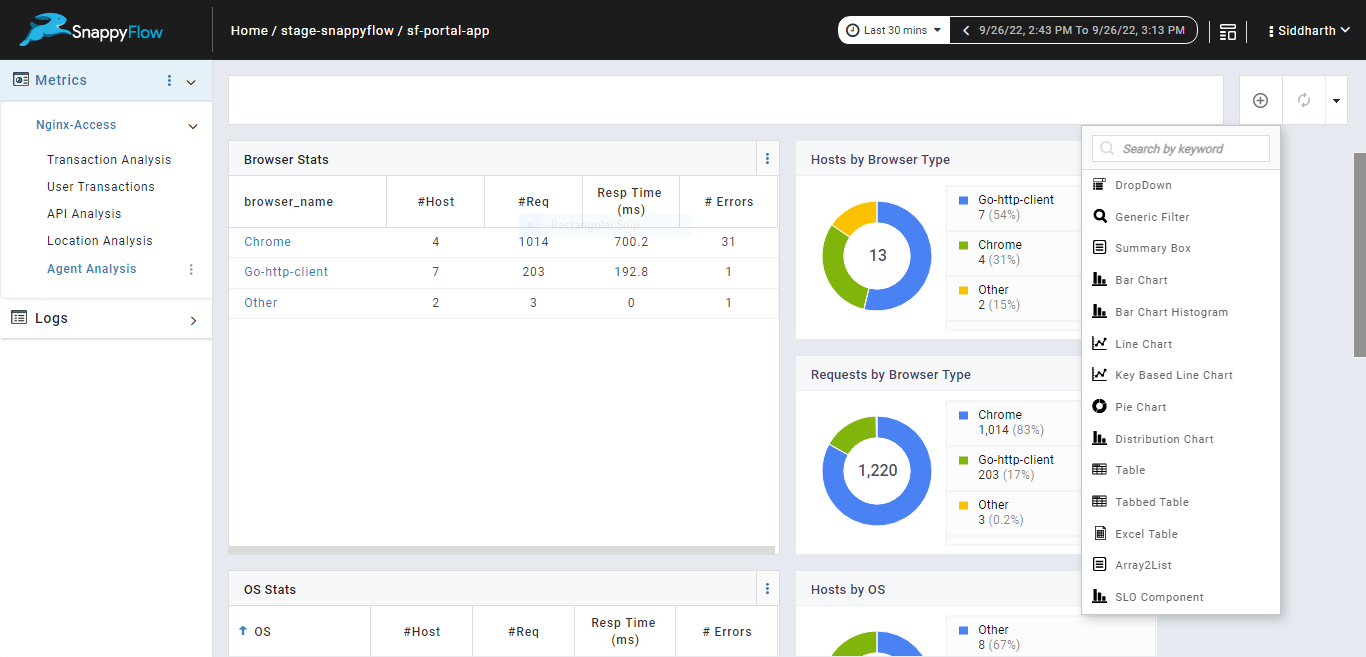 SnappyFlow
Home / stage-snappyflow / sf-portal-app
Last 30 mins
9/26/22, 2:43 PM To 9/26/22, 3:13 PM
Siddharth
Metrics
Nginx-Access
Transaction Analysis
User Transactions
API Analysis
Location Analysis
Agent Analysis
Logs
Browser Stats
browser_name #Host #Req Resp Time (ms) # Errors
Chrome 4 1014 700.2 31
Go-http-client 7 203 192.8 1
Other 2 3 0 1
Rectangular Snip
OS Stats
OS #Host #Req Resp Time (ms) # Errors
Hosts by Browser Type
13
Go-http-client
7 (54%)
Chrome
4 (31%)
Other
2 (15%)
Requests by Browser Type
1,220
Chrome
1,014 (83%)
Go-http-client
203 (17%)
Other
3 (0.2%)
Hosts by OS
Other
8 (67%)
Search by keyword
DropDown
Generic Filter
Summary Box
Bar Chart
Bar Chart Histogram
Line Chart
Key Based Line Chart
Pie Chart
Distribution Chart
Table
Tabbed Table
Excel Table
Array2List
SLO Component